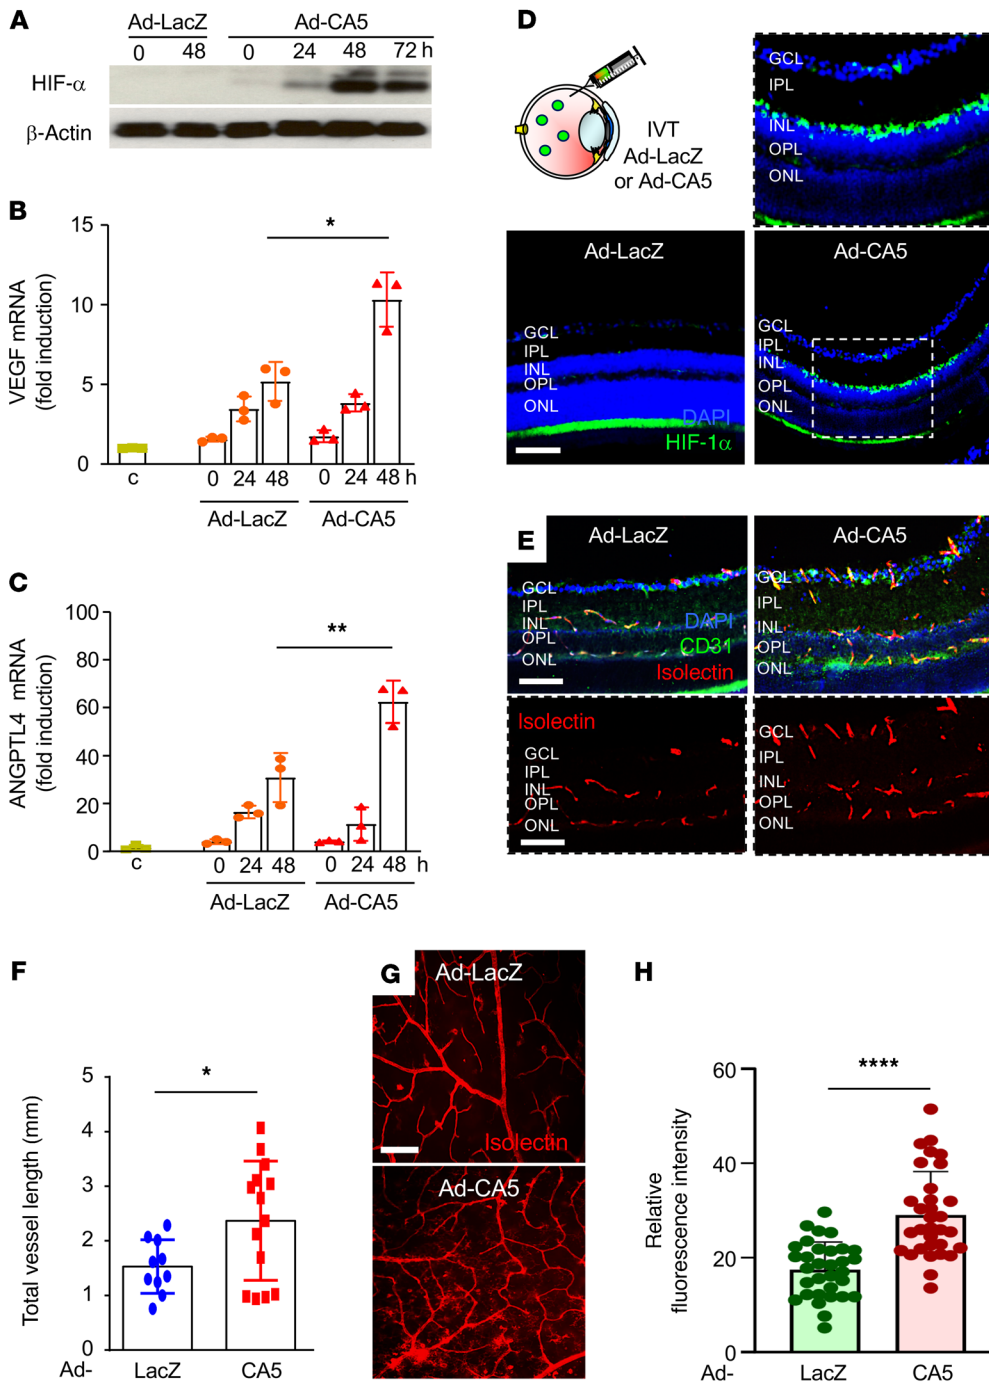 A
Ad-LacZ Ad-CA5
0 48 0 24 48 72 h
HIF-α
β-Actin
B
VEGF mRNA
(fold induction)
15
10
5
0
*
c 0 24 48 0 24 48 h
Ad-LacZ Ad-CA5
C
ANGPTL4 mRNA
(fold induction)
100
80
60
40
20
0
**
c 0 24 48 0 24 48 h
Ad-LacZ Ad-CA5
D
IVT
Ad-LacZ
or Ad-CA5
GCL
IPL
INL
OPL
ONL
Ad-LacZ
GCL
IPL
INL
OPL
ONL
DAPI
HIF-1α
Ad-CA5
GCL
IPL
INL
OPL
ONL
E
Ad-LacZ
GCL
IPL
INL
OPL
ONL
DAPI
CD31
Isolectin
Ad-CA5
GCL
IPL
INL
OPL
ONL
Isolectin
GCL
IPL
INL
OPL
ONL
GCL
IPL
INL
OPL
ONL
F
Total vessel length (mm)
5
4
3
2
1
0
*
Ad- LacZ CA5
G
Ad-LacZ
Isolectin
Ad-CA5
H
Relative
fluorescence intensity
60
40
20
0
****
Ad- LacZ CA5